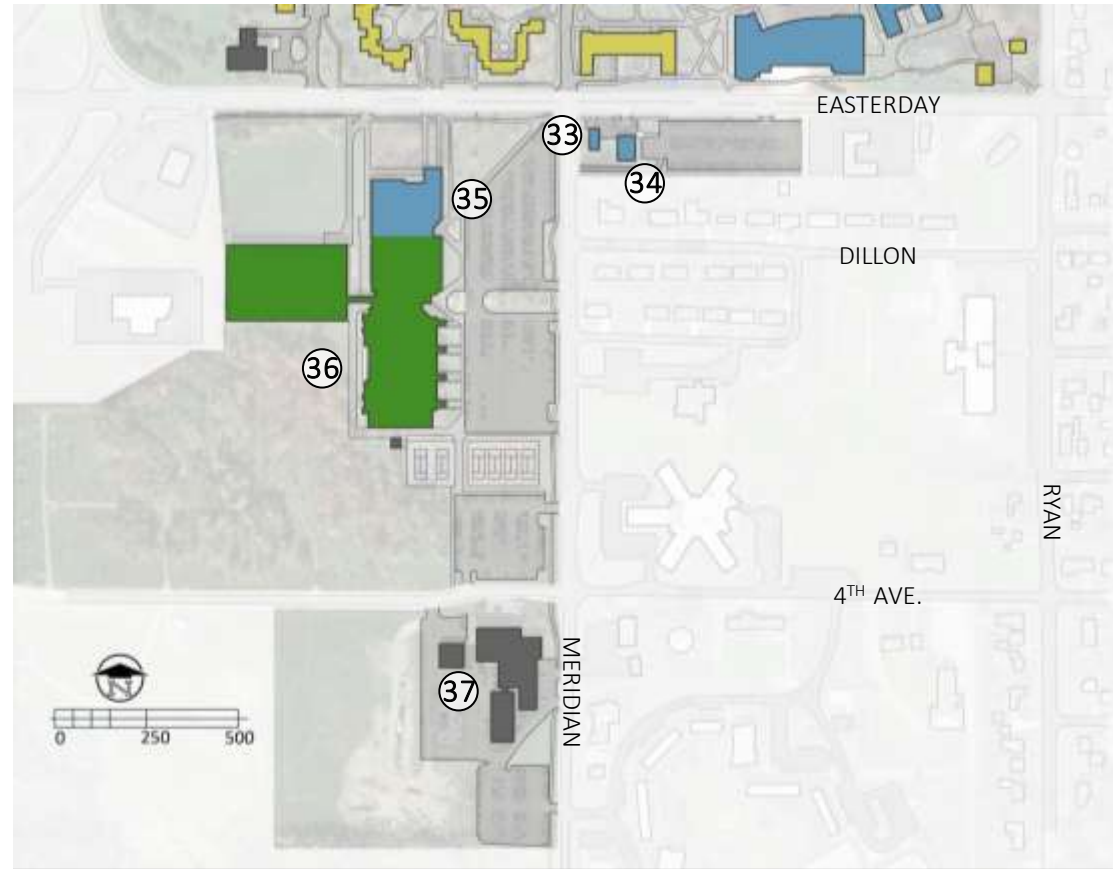 EASTERDAY
33
34
35
DILLON
36
RYAN
4TH AVE.
MERIDIAN
37
N
0 250 500